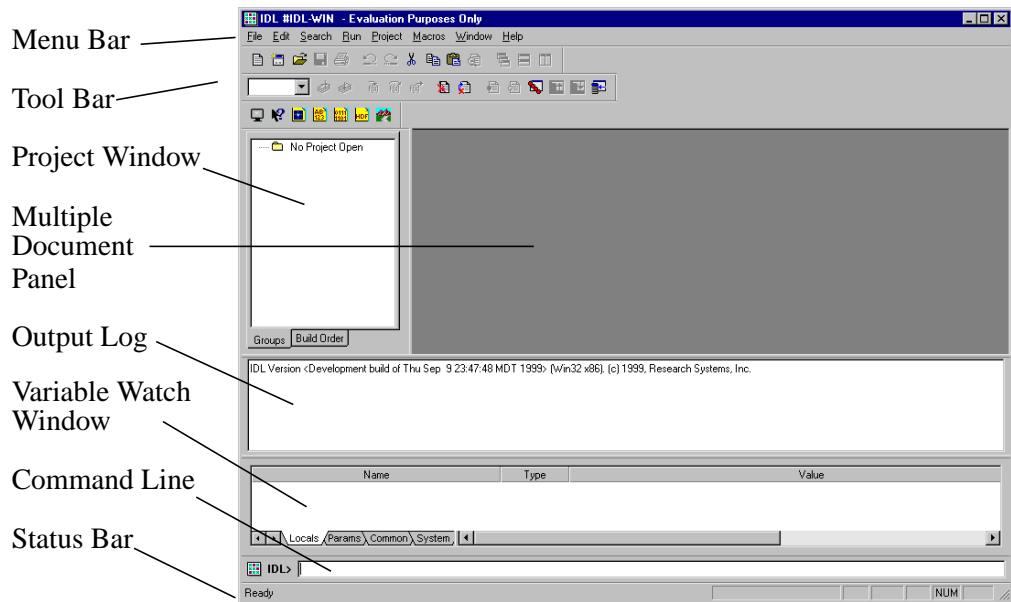 IDL #IDL-WIN - Evaluation Purposes Only
Menu Bar
File Edit Search Run Project Macros Window Help
Tool Bar
HDF
Project Window
No Project Open
Multiple
Document
Panel
Groups Build Order
Output Log
IDL Version <Development build of Thu Sep 9 23:47:48 MDT 1999> (Win32 x86). (c) 1999, Research Systems, Inc.
Variable Watch
Window
Name Type Value
Locals Params Common System
Command Line
IDL>
Status Bar
Ready NUM